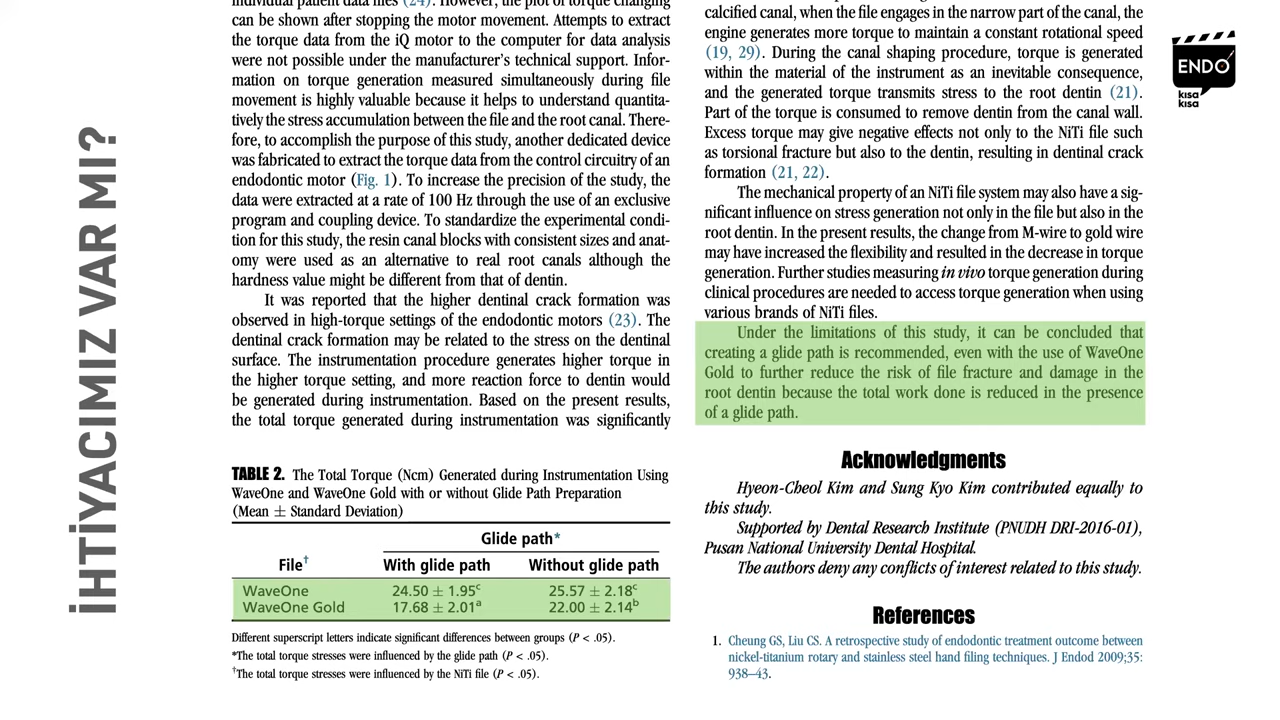 İHTİYACIMIZ VAR MI?
individual patient data files (24). However, the plot of torque changing
can be shown after stopping the motor movement. Attempts to extract
the torque data from the iQ motor to the computer for data analysis
were not possible under the manufacturer's technical support. Infor-
mation on torque generation measured simultaneously during file
movement is highly valuable because it helps to understand quantita-
tively the stress accumulation between the file and the root canal. There-
fore, to accomplish the purpose of this study, another dedicated device
was fabricated to extract the torque data from the control circuitry of an
endodontic motor (Fig. 1). To increase the precision of the study, the
data were extracted at a rate of 100 Hz through the use of an exclusive
program and coupling device. To standardize the experimental condi-
tion for this study, the resin canal blocks with consistent sizes and anat-
omy were used as an alternative to real root canals although the
hardness value might be different from that of dentin.
It was reported that the higher dentinal crack formation was
observed in high-torque settings of the endodontic motors (23). The
dentinal crack formation may be related to the stress on the dentinal
surface. The instrumentation procedure generates higher torque in
the higher torque setting, and more reaction force to dentin would
be generated during instrumentation. Based on the present results,
the total torque generated during instrumentation was significantly
TABLE 2. The Total Torque (Ncm) Generated during Instrumentation Using
WaveOne and WaveOne Gold with or without Glide Path Preparation
(Mean ± Standard Deviation)
Glide path*
File† With glide path Without glide path
WaveOne 24.50 ± 1.95c 25.57 ± 2.18c
WaveOne Gold 17.68 ± 2.01a 22.00 ± 2.14b
Different superscript letters indicate significant differences between groups (P < .05).
*The total torque stresses were influenced by the glide path (P < .05).
†The total torque stresses were influenced by the NiTi file (P < .05).
calcified canal, when the file engages in the narrow part of the canal, the
engine generates more torque to maintain a constant rotational speed
(19, 29). During the canal shaping procedure, torque is generated
within the material of the instrument as an inevitable consequence,
and the generated torque transmits stress to the root dentin (21).
Part of the torque is consumed to remove dentin from the canal wall.
Excess torque may give negative effects not only to the NiTi file such
as torsional fracture but also to the dentin, resulting in dentinal crack
formation (21, 22).
The mechanical property of an NiTi file system may also have a sig-
nificant influence on stress generation not only in the file but also in the
root dentin. In the present results, the change from M-wire to gold wire
may have increased the flexibility and resulted in the decrease in torque
generation. Further studies measuring in vivo torque generation during
clinical procedures are needed to access torque generation when using
various brands of NiTi files.
Under the limitations of this study, it can be concluded that
creating a glide path is recommended, even with the use of WaveOne
Gold to further reduce the risk of file fracture and damage in the
root dentin because the total work done is reduced in the presence
of a glide path.
Acknowledgments
Hyeon-Cheol Kim and Sung Kyo Kim contributed equally to
this study.
Supported by Dental Research Institute (PNUDH DRI-2016-01),
Pusan National University Dental Hospital.
The authors deny any conflicts of interest related to this study.
References
1. Cheung GS, Liu CS. A retrospective study of endodontic treatment outcome between
nickel-titanium rotary and stainless steel hand filing techniques. J Endod 2009;35:
938–43.
ENDO
kısa
kısa